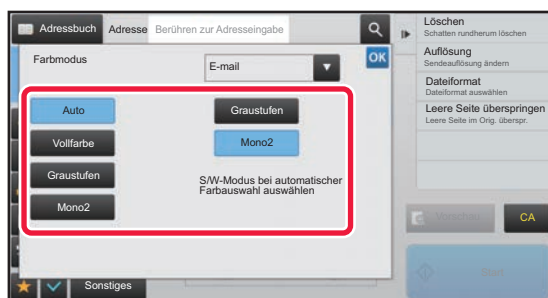 Adressbuch
Adresse
Berühren zur Adresseingabe
Farbmodus
E-mail
OK
Auto
Vollfarbe
Graustufen
Mono2
Graustufen
Mono2
S/W-Modus bei automatischer
Farbauswahl auswählen
Sonstiges
Löschen
Schatten rundherum löschen
Auflösung
Sendeauflösung ändern
Dateiformat
Dateiformat auswählen
Leere Seite überspringen
Leere Seite im Orig. überspr.
Vorschau
CA
Start